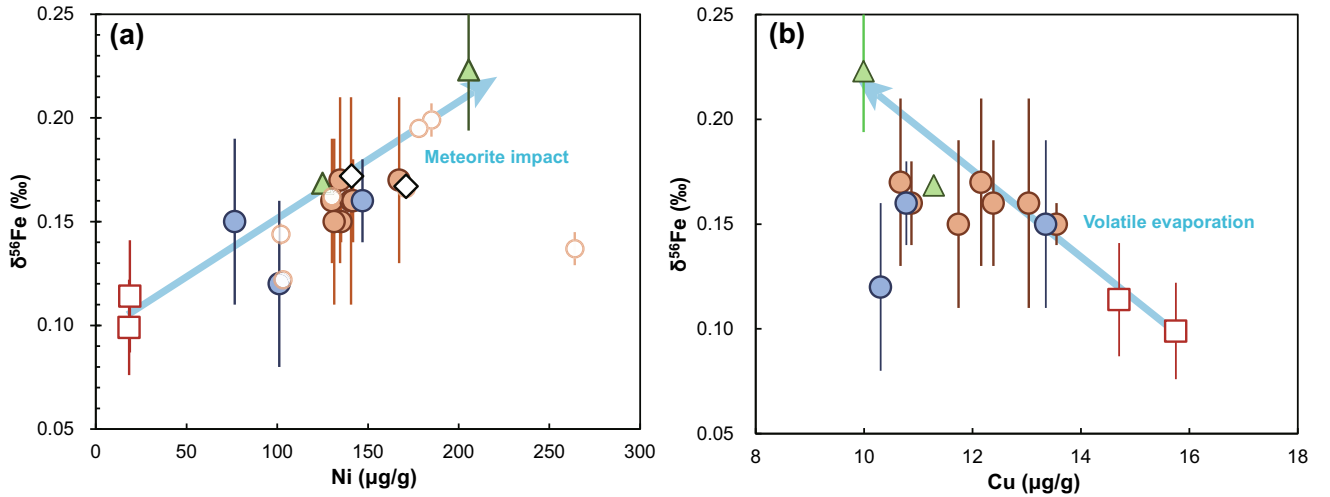 (a)
0.25
0.20
0.15
0.10
0.05
δ⁵⁶Fe (‰)
Meteorite impact
0
50
100
150
200
250
300
Ni (µg/g)
(b)
0.25
0.20
0.15
0.10
0.05
δ⁵⁶Fe (‰)
Volatile evaporation
8
10
12
14
16
18
Cu (µg/g)